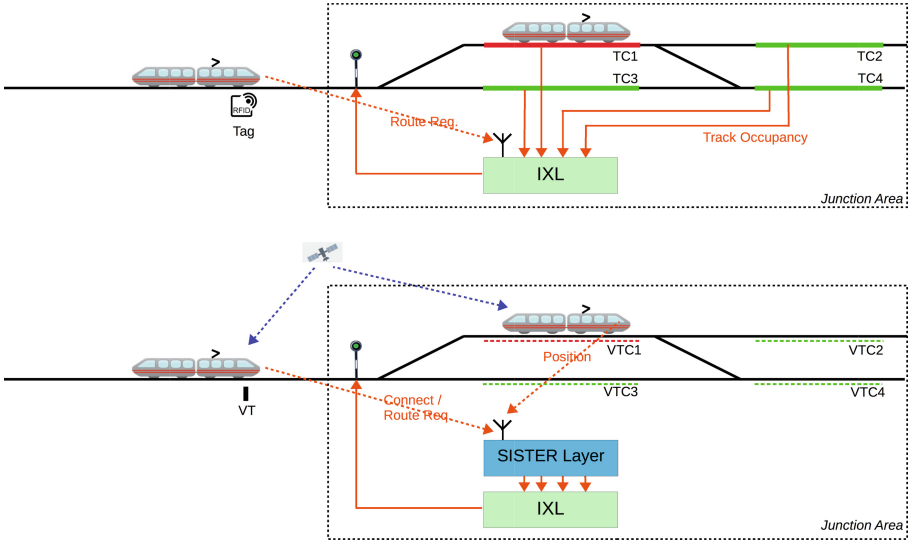 TC1
TC2
TC3
TC4
RFID
Tag
Route Req.
Track Occupancy
IXL
Junction Area
VTC1
VTC2
Position
VTC3
VTC4
VT
Connect /
Route Req
SISTER Layer
IXL
Junction Area